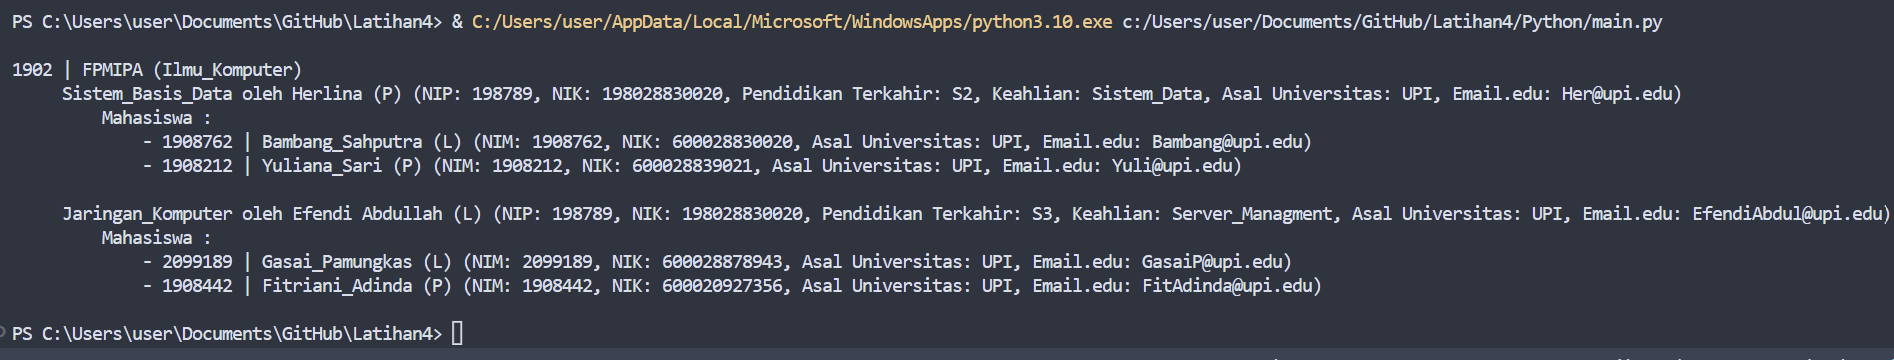 PS C:\Users\user\Documents\GitHub\Latihan4> & C:/Users/user/AppData/Local/Microsoft/WindowsApps/python3.10.exe c:/Users/user/Documents/GitHub/Latihan4/Python/main.py
1902 | FPMIPA (Ilmu_Komputer)
Sistem_Basis_Data oleh Herlina (P) (NIP: 198789, NIK: 198028830020, Pendidikan Terkahir: S2, Keahlian: Sistem_Data, Asal Universitas: UPI, Email.edu: Her@upi.edu)
Mahasiswa :
- 1908762 | Bambang_Sahputra (L) (NIM: 1908762, NIK: 600028830020, Asal Universitas: UPI, Email.edu: Bambang@upi.edu)
- 1908212 | Yuliana_Sari (P) (NIM: 1908212, NIK: 600028839021, Asal Universitas: UPI, Email.edu: Yuli@upi.edu)
Jaringan_Komputer oleh Efendi Abdullah (L) (NIP: 198789, NIK: 198028830020, Pendidikan Terkahir: S3, Keahlian: Server_Managment, Asal Universitas: UPI, Email.edu: EfendiAbdul@upi.edu)
Mahasiswa :
- 2099189 | Gasai_Pamungkas (L) (NIM: 2099189, NIK: 600028878943, Asal Universitas: UPI, Email.edu: GasaiP@upi.edu)
- 1908442 | Fitriani_Adinda (P) (NIM: 1908442, NIK: 600020927356, Asal Universitas: UPI, Email.edu: FitAdinda@upi.edu)
PS C:\Users\user\Documents\GitHub\Latihan4>